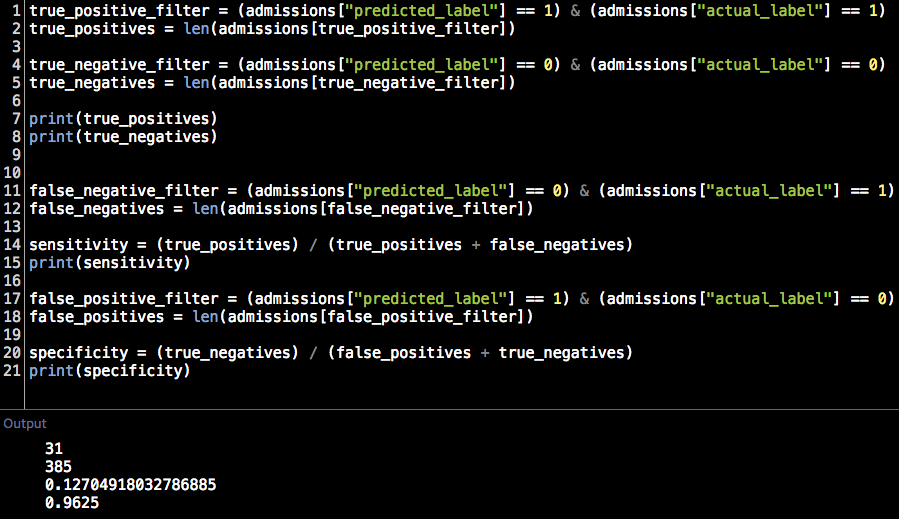 1 true_positive_filter = (admissions["predicted_label"] == 1) & (admissions["actual_label"] == 1)
2 true_positives = len(admissions[true_positive_filter])
3
4 true_negative_filter = (admissions["predicted_label"] == 0) & (admissions["actual_label"] == 0)
5 true_negatives = len(admissions[true_negative_filter])
6
7 print(true_positives)
8 print(true_negatives)
9
10
11 false_negative_filter = (admissions["predicted_label"] == 0) & (admissions["actual_label"] == 1)
12 false_negatives = len(admissions[false_negative_filter])
13
14 sensitivity = (true_positives) / (true_positives + false_negatives)
15 print(sensitivity)
16
17 false_positive_filter = (admissions["predicted_label"] == 1) & (admissions["actual_label"] == 0)
18 false_positives = len(admissions[false_positive_filter])
19
20 specificity = (true_negatives) / (false_positives + true_negatives)
21 print(specificity)
Output
31
385
0.12704918032786885
0.9625